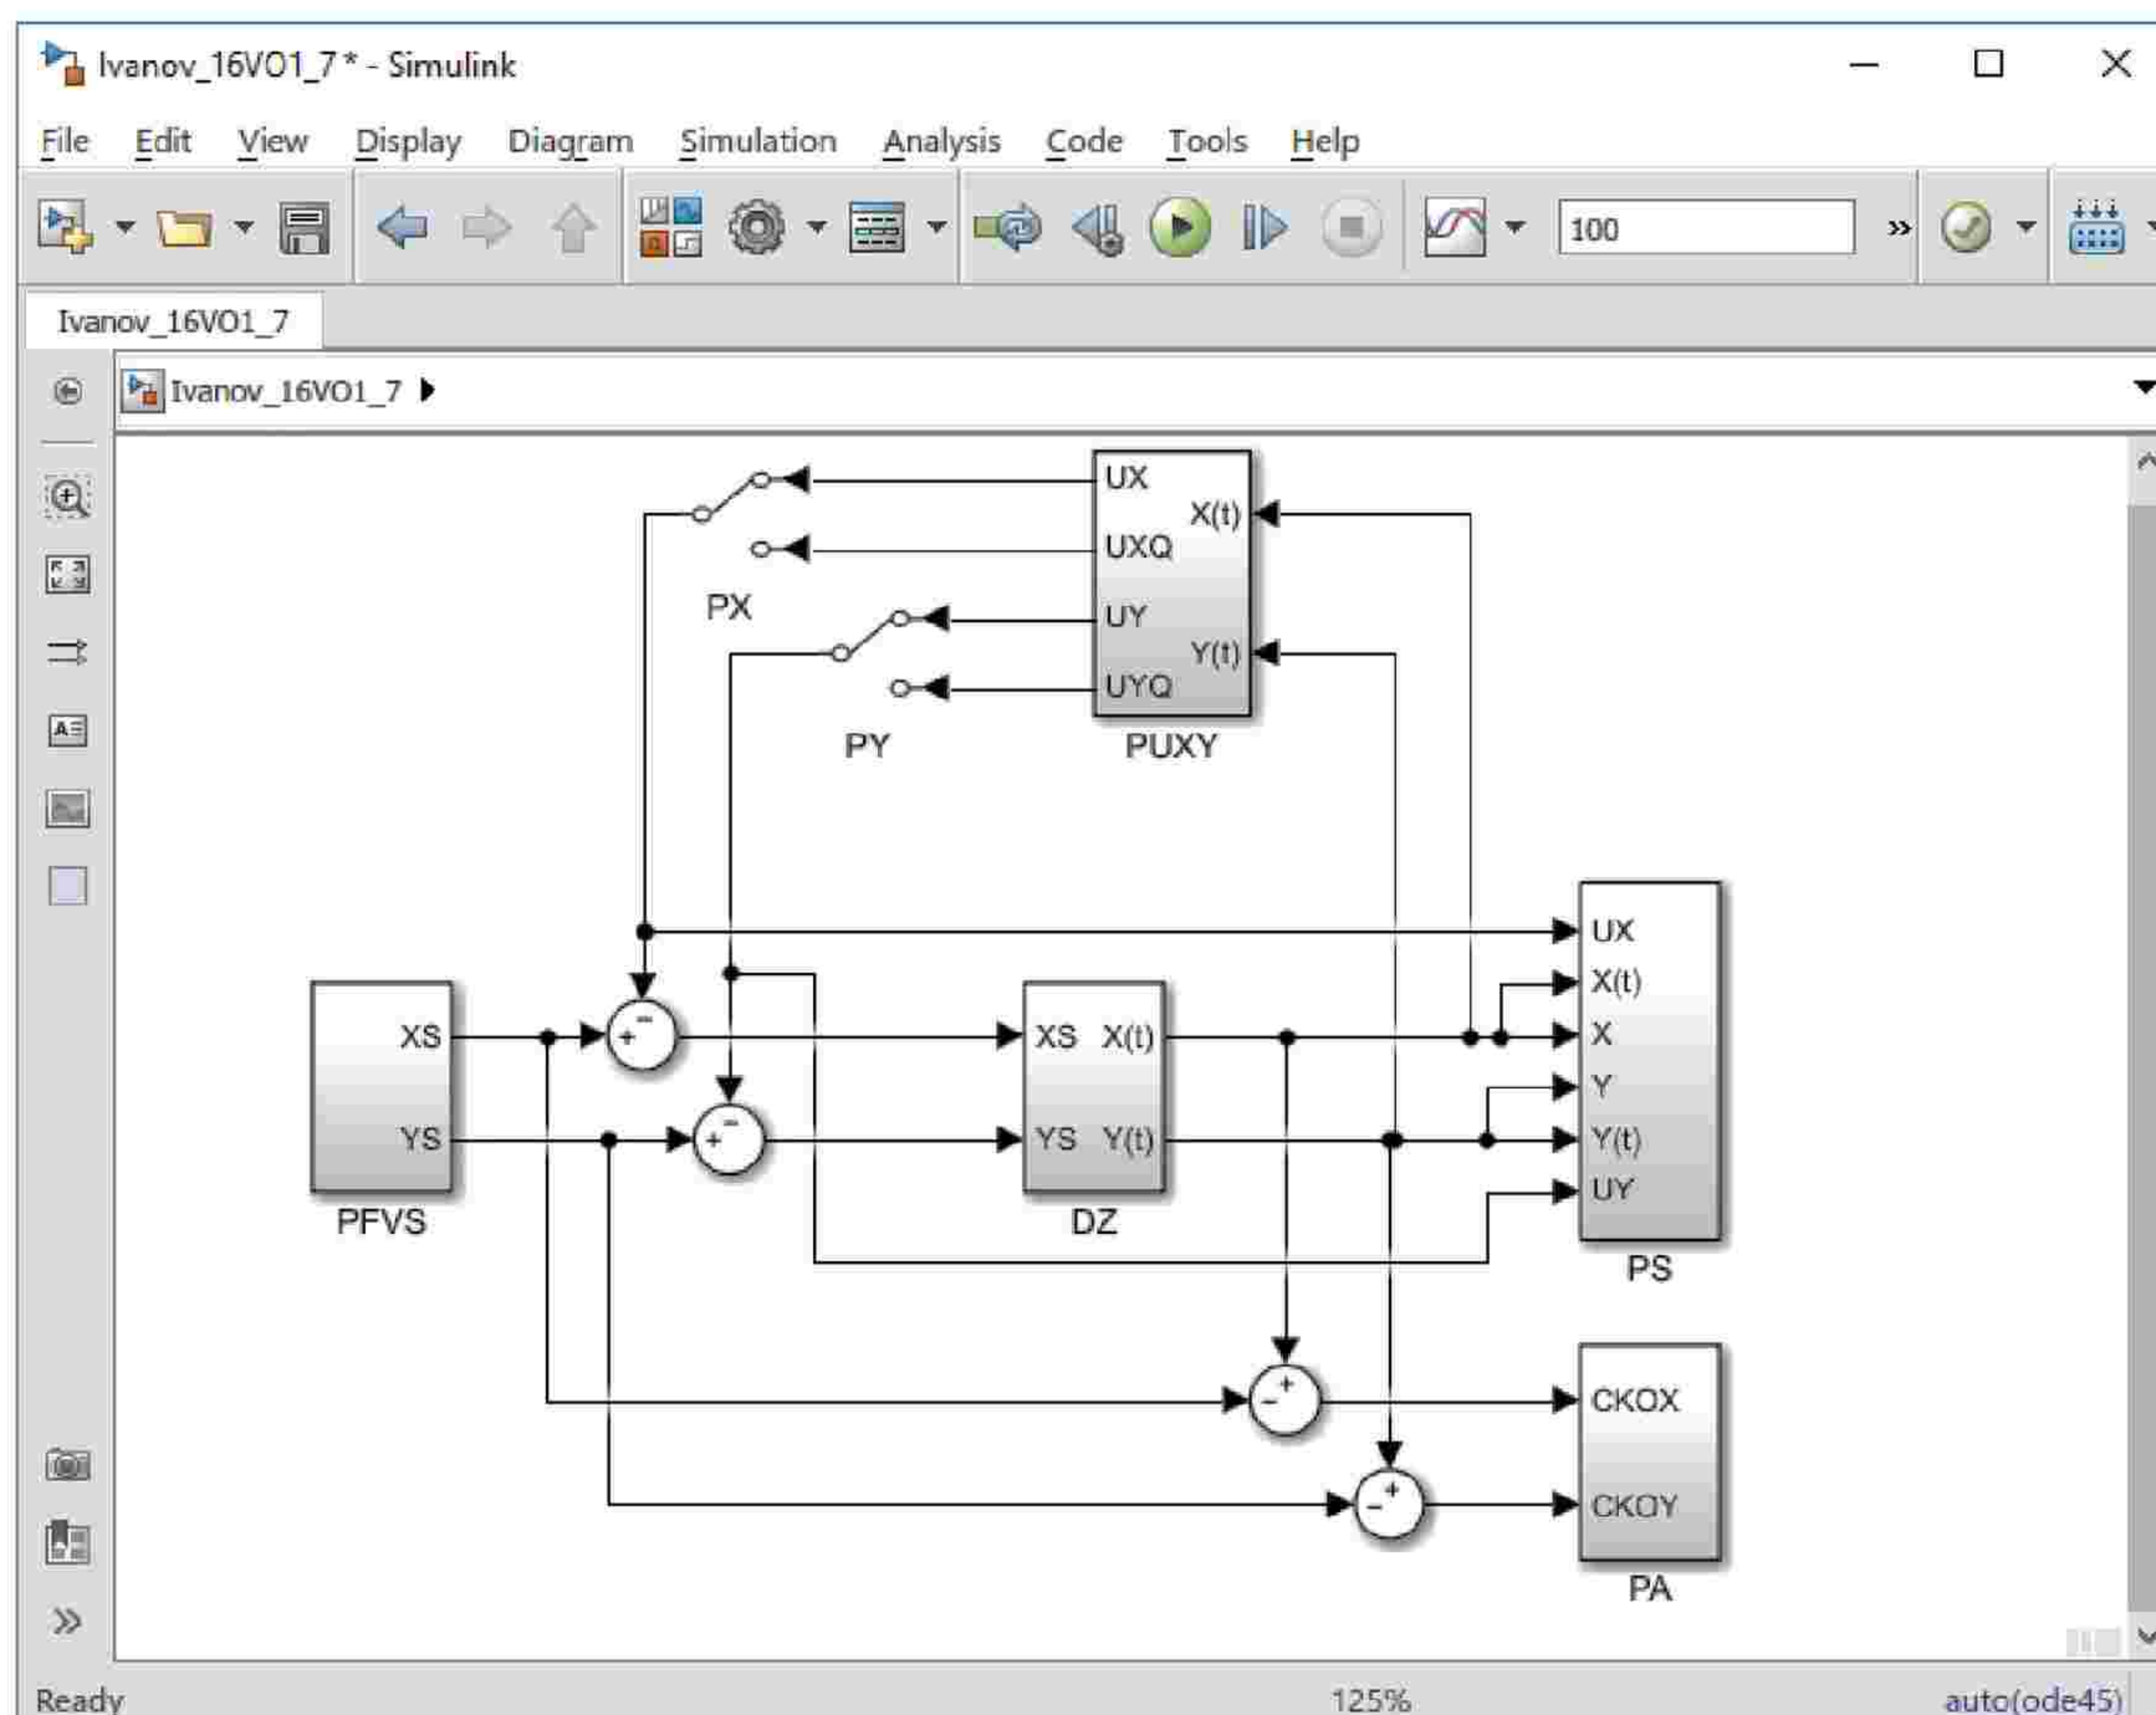 Ivanov_16VO1_7 * - Simulink
File Edit View Display Diagram Simulation Analysis Code Tools Help
100
Ivanov_16VO1_7
Ivanov_16VO1_7
UX
X(t)
UXQ
PX
UY
Y(t)
UYQ
PY
PUXY
UX
X(t)
XS
XS X(t)
X
Y
YS
YS Y(t)
Y(t)
UY
PFVS
DZ
PS
CKOX
CKOY
PA
Ready 125% auto(ode45)